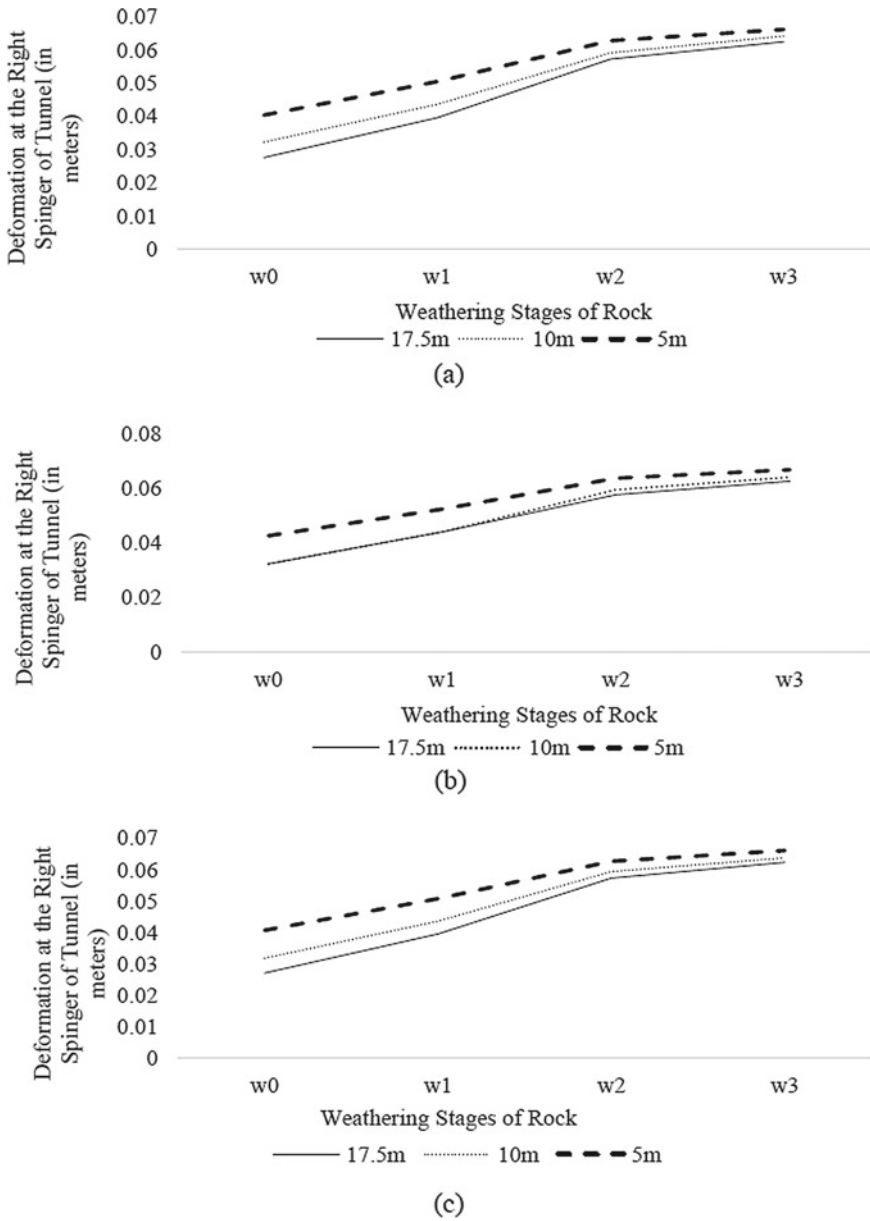 Deformation at the Right
Spinger of Tunnel (in
meters)
0.07
0.06
0.05
0.04
0.03
0.02
0.01
0
w0 w1 w2 w3
Weathering Stages of Rock
17.5m 10m 5m
(a)
Deformation at the Right
Spinger of Tunnel (in
meters)
0.08
0.06
0.04
0.02
0
w0 w1 w2 w3
Weathering Stages of Rock
17.5m 10m 5m
(b)
Deformation at the Right
Spinger of Tunnel (in
meters)
0.07
0.06
0.05
0.04
0.03
0.02
0.01
0
w0 w1 w2 w3
Weathering Stages of Rock
17.5m 10m 5m
(c)